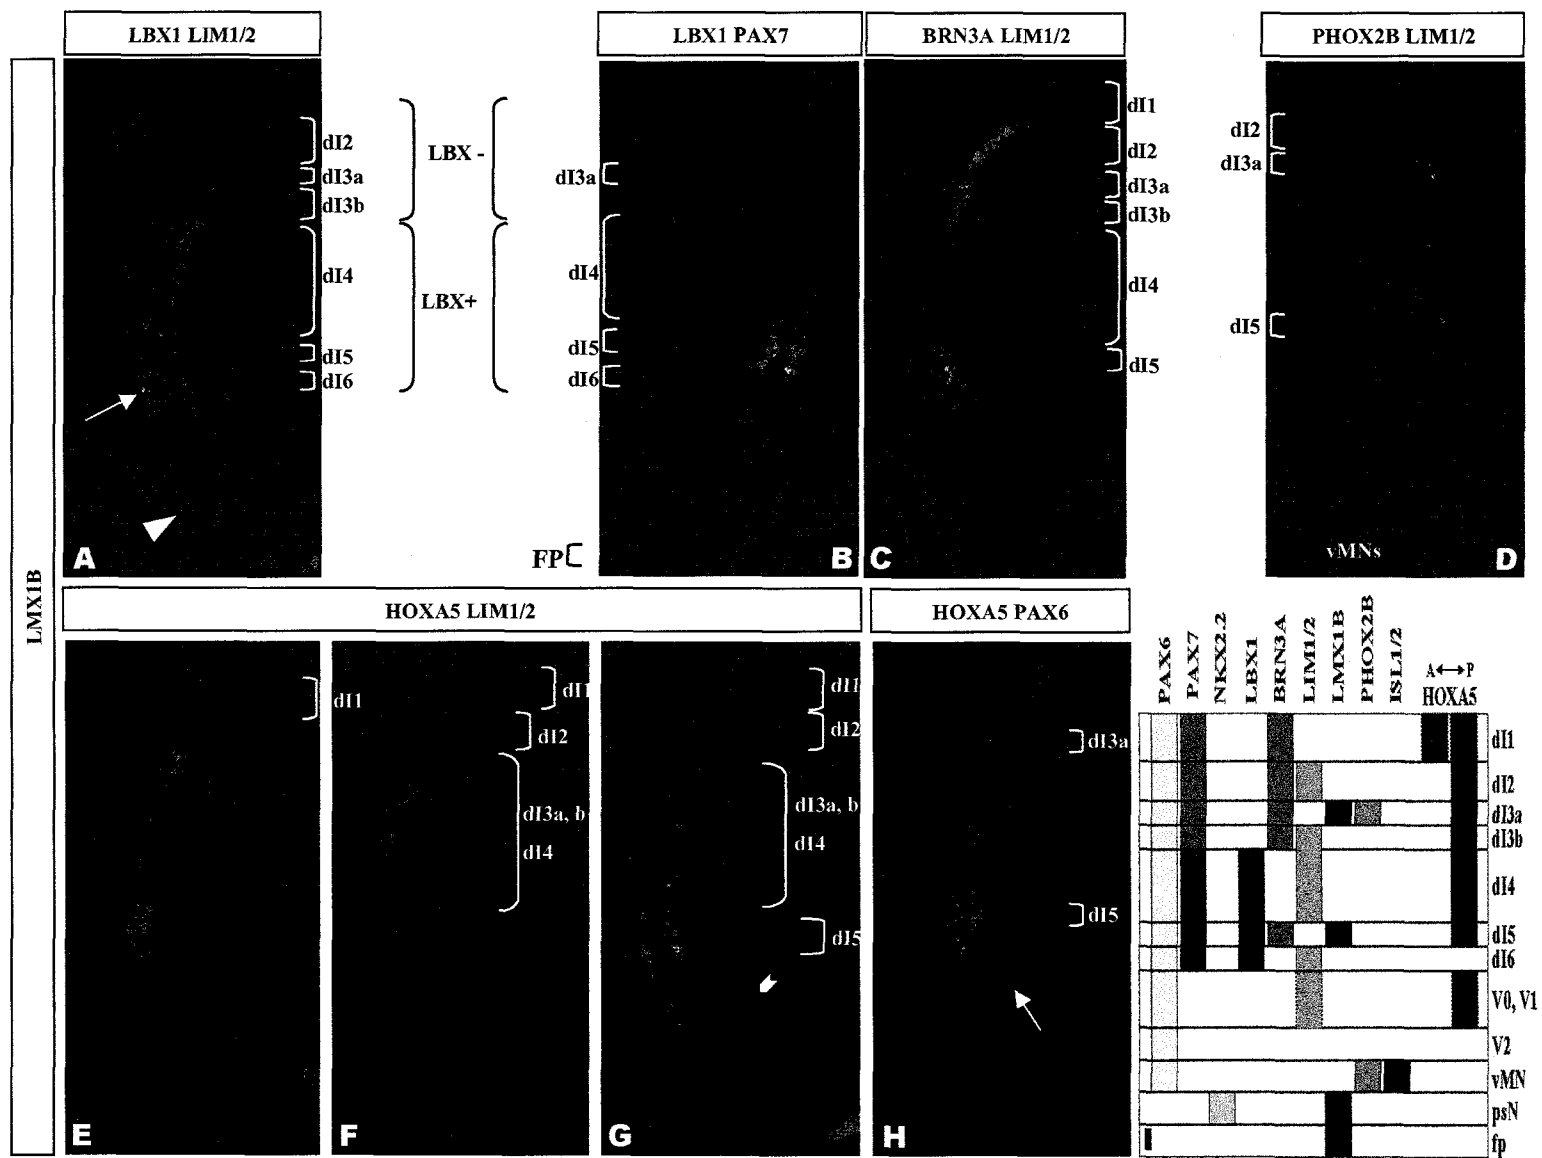 LBX1 LIM1/2
LBX1 PAX7
BRN3A LIM1/2
PHOX2B LIM1/2
LMX1B
dI2
dI3a
dI3b
dI4
dI5
dI6
A
LBX -
LBX+
dI3a
dI4
dI5
dI6
FP
B
dI1
dI2
dI3a
dI3b
dI4
dI5
C
dI2
dI3a
dI5
vMNs
D
HOXA5 LIM1/2
HOXA5 PAX6
dI1
E
dI1
dI2
dI3a, b
dI4
F
dI1
dI2
dI3a, b
dI4
dI5
G
dI3a
dI5
H
PAX6
PAX7
NKX2.2
LBX1
BRN3A
LIM1/2
LMX1B
PHOX2B
ISL1/2
A↔P
HOXA5
dI1
dI2
dI3a
dI3b
dI4
dI5
dI6
V0, V1
V2
vMN
psN
fp